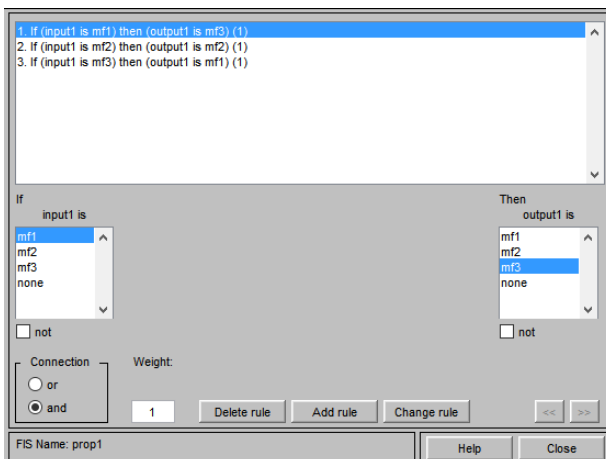 1. If (input1 is mf1) then (output1 is mf3) (1)
2. If (input1 is mf2) then (output1 is mf2) (1)
3. If (input1 is mf3) then (output1 is mf1) (1)
If
input1 is
mf1
mf2
mf3
none
not
Then
output1 is
mf1
mf2
mf3
none
not
Connection
or
and
Weight:
1
Delete rule
Add rule
Change rule
<<
>>
FIS Name: prop1
Help
Close